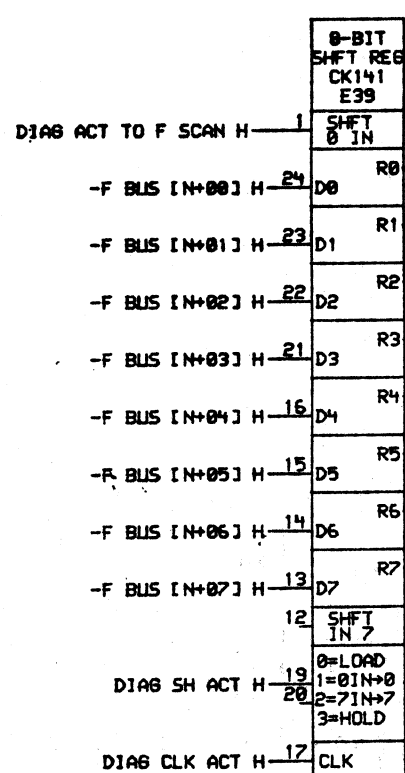 8-BIT
SHFT REG
CK141
E39
DIAG ACT TO F SCAN H 1 SHFT
0 IN
R0
-F BUS [N+00] H 24 D0
R1
-F BUS [N+01] H 23 D1
R2
-F BUS [N+02] H 22 D2
R3
-F BUS [N+03] H 21 D3
R4
-F BUS [N+04] H 16 D4
R5
-F BUS [N+05] H 15 D5
R6
-F BUS [N+06] H 14 D6
R7
-F BUS [N+07] H 13 D7
12 SHFT
IN 7
0=LOAD
DIAG SH ACT H 19 1=0IN→0
20 2=7IN→7
3=HOLD
DIAG CLK ACT H 17 CLK